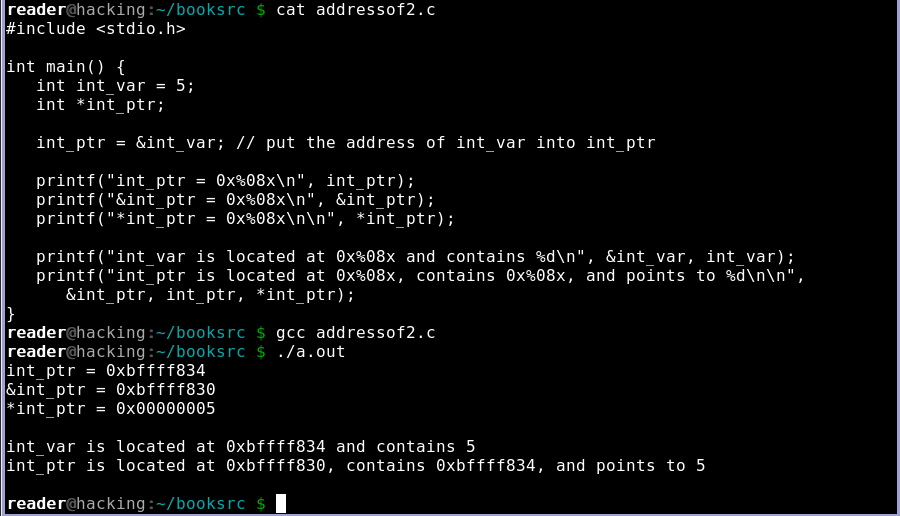 reader@hacking:~/booksrc $ cat addressof2.c
#include <stdio.h>

int main() {
   int int_var = 5;
   int *int_ptr;

   int_ptr = &int_var; // put the address of int_var into int_ptr

   printf("int_ptr = 0x%08x\n", int_ptr);
   printf("&int_ptr = 0x%08x\n", &int_ptr);
   printf("*int_ptr = 0x%08x\n\n", *int_ptr);

   printf("int_var is located at 0x%08x and contains %d\n", &int_var, int_var);
   printf("int_ptr is located at 0x%08x, contains 0x%08x, and points to %d\n\n",
      &int_ptr, int_ptr, *int_ptr);
}
reader@hacking:~/booksrc $ gcc addressof2.c
reader@hacking:~/booksrc $ ./a.out
int_ptr = 0xbffff834
&int_ptr = 0xbffff830
*int_ptr = 0x00000005

int_var is located at 0xbffff834 and contains 5
int_ptr is located at 0xbffff830, contains 0xbffff834, and points to 5

reader@hacking:~/booksrc $